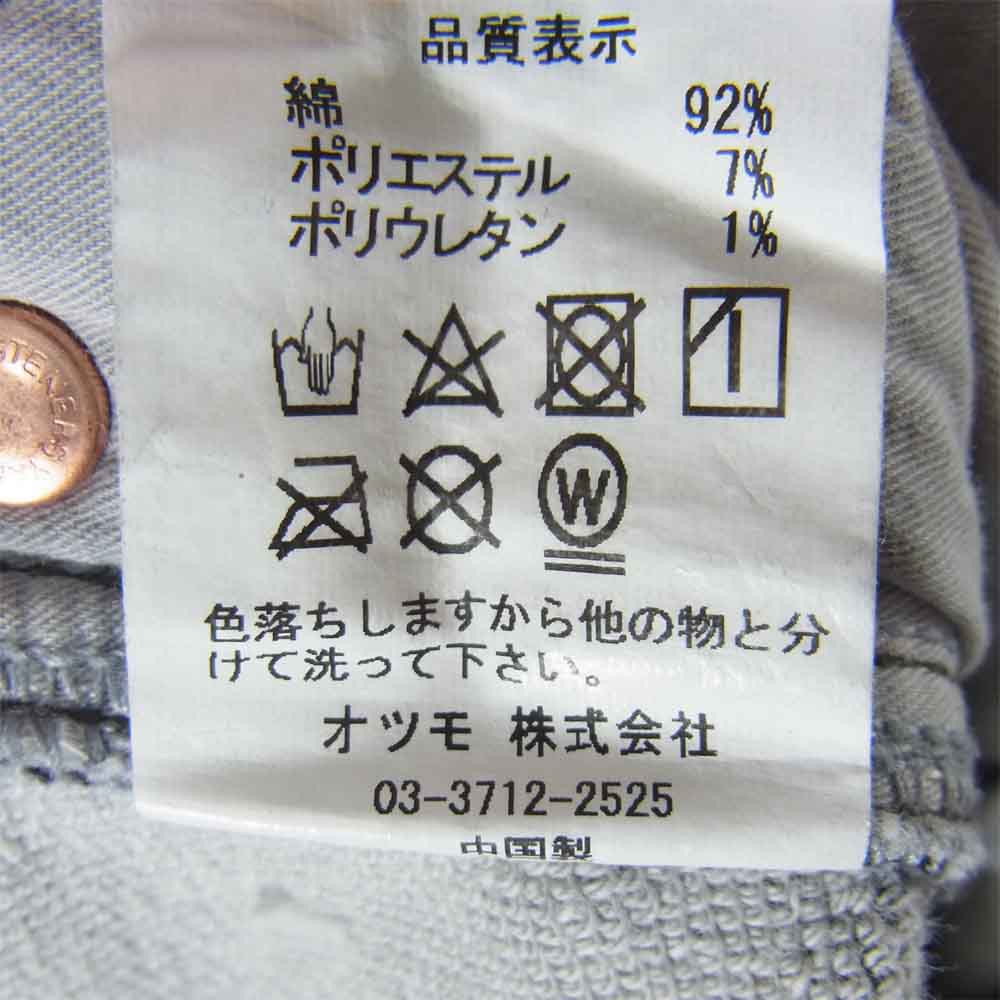 品質表示
綿 92%
ポリエステル 7%
ポリウレタン 1%
W
色落ちしますから他の物と分
けて洗って下さい。
オツモ 株式会社
03-3712-2525
中国製